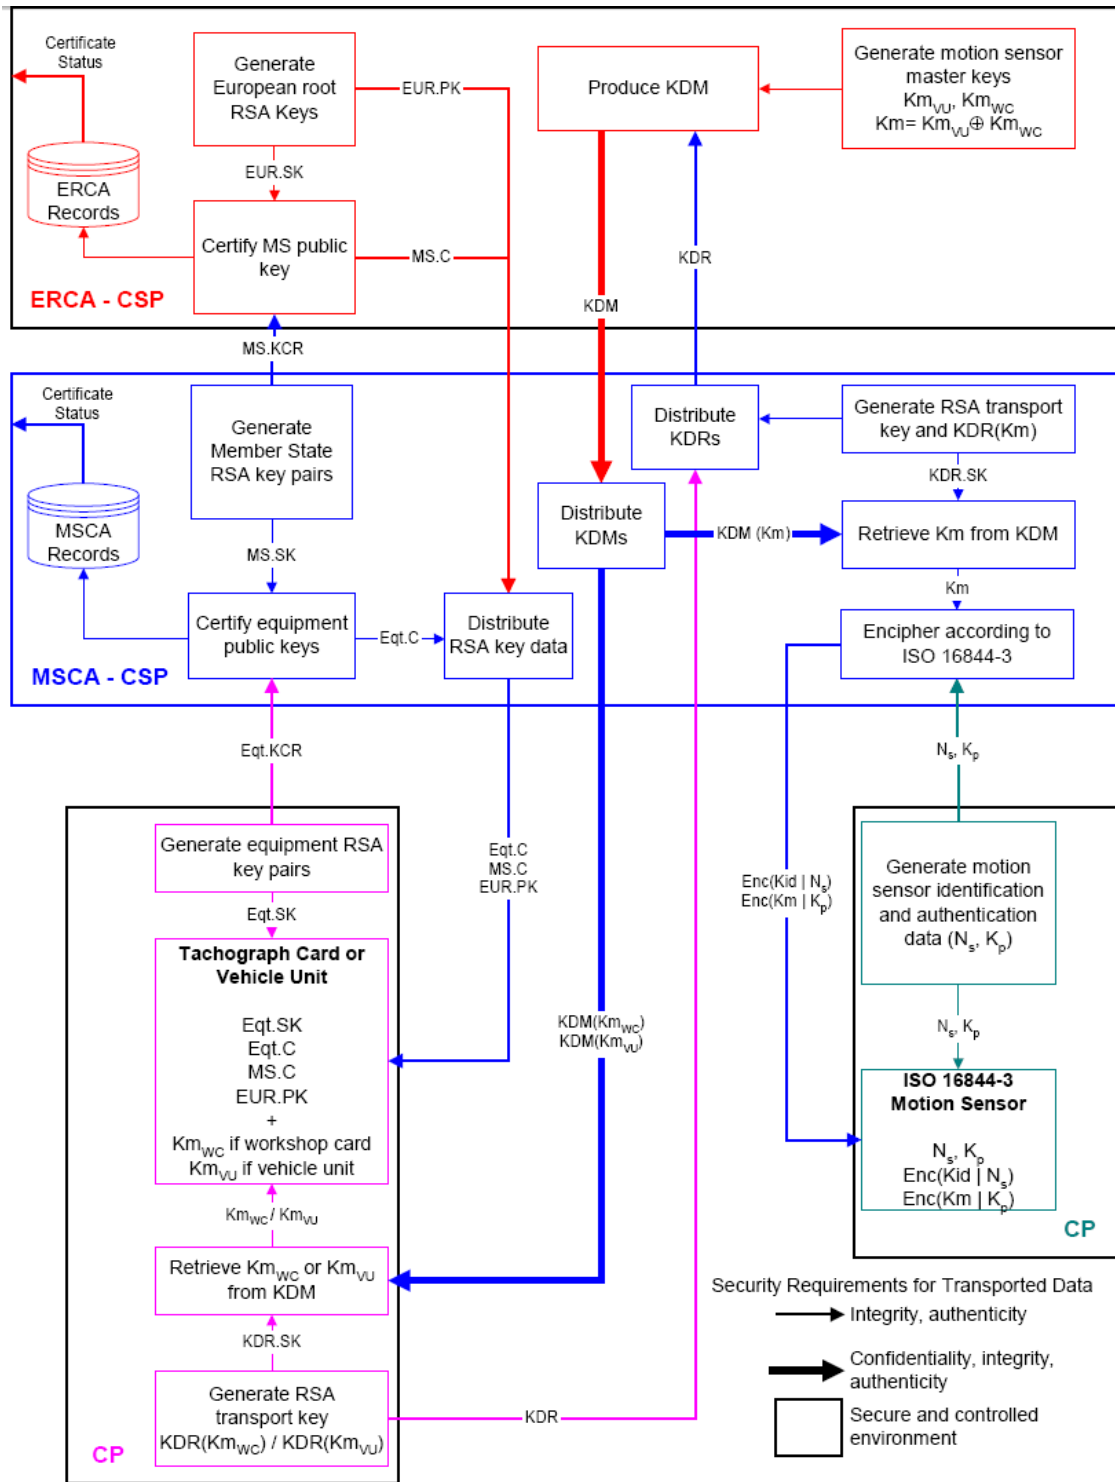 Certificate
Status
Generate
European root
RSA Keys
EUR.PK
Produce KDM
Generate motion sensor
master keys
Km_VU, Km_WC
Km= Km_VU⊕ Km_WC
EUR.SK
ERCA
Records
Certify MS public
key
MS.C
KDR
ERCA - CSP
KDM
MS.KCR
Certificate
Status
Generate
Member State
RSA key pairs
Distribute
KDRs
Generate RSA transport
key and KDR(Km)
KDR.SK
MSCA
Records
Distribute
KDMs
KDM (Km)
Retrieve Km from KDM
MS.SK
Km
Certify equipment
public keys
Eqt.C
Distribute
RSA key data
Encipher according to
ISO 16844-3
MSCA - CSP
Eqt.KCR
N_s, K_p
Generate equipment RSA
key pairs
Eqt.C
MS.C
EUR.PK
Enc(Kid | N_s)
Enc(Km | K_p)
Generate motion
sensor identification
and authentication
data (N_s, K_p)
Eqt.SK
Tachograph Card or
Vehicle Unit
Eqt.SK
Eqt.C
MS.C
EUR.PK
+
Km_WC if workshop card
Km_VU if vehicle unit
KDM(Km_WC)
KDM(Km_VU)
N_s, K_p
ISO 16844-3
Motion Sensor
N_s, K_p
Enc(Kid | N_s)
Enc(Km | K_p)
CP
Km_WC / Km_VU
Retrieve Km_WC or Km_VU
from KDM
KDR.SK
Generate RSA
transport key
KDR(Km_WC) / KDR(Km_VU)
KDR
CP
Security Requirements for Transported Data
Integrity, authenticity
Confidentiality, integrity,
authenticity
Secure and controlled
environment